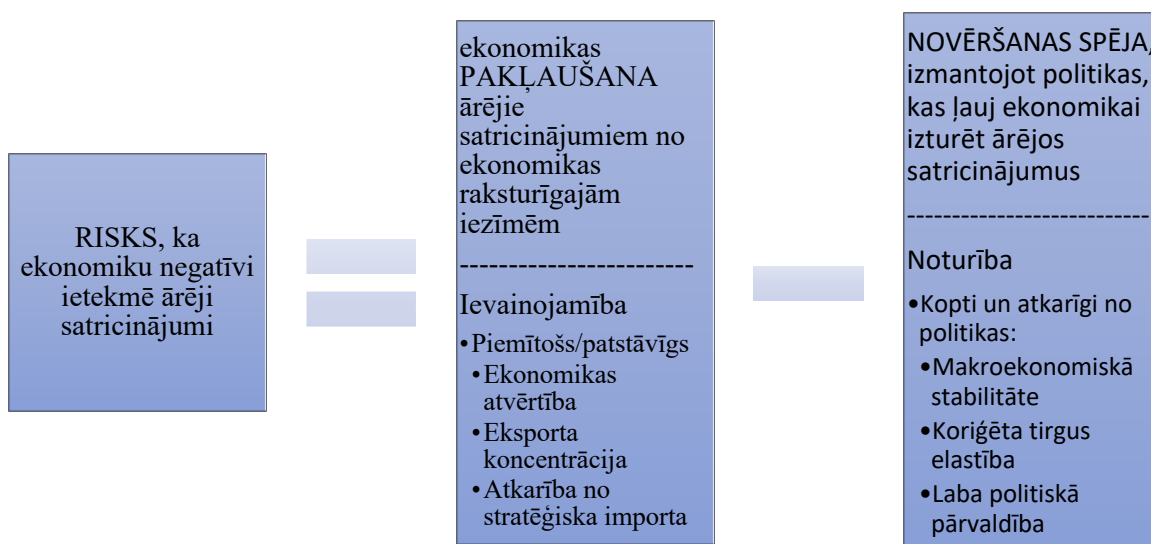 RISKS, ka
ekonomiku negatīvi
ietekmē ārēji
satricinājumi
ekonomikas
PAKĻAUŠANA
ārējie
satricinājumiem no
ekonomikas
raksturīgajām
iezīmēm
------------------------
Ievainojamība
•Piemītošs/patstāvīgs
•Ekonomikas
atvērtība
•Eksporta
koncentrācija
•Atkarība no
stratēģiska importa
NOVĒRŠANAS SPĒJA,
izmantojot politikas,
kas ļauj ekonomikai
izturēt ārējos
satricinājumus
---------------------------
Noturība
•Kopti un atkarīgi no
politikas:
•Makroekonomiskā
stabilitāte
•Koriģēta tirgus
elastība
•Laba politiskā
pārvaldība